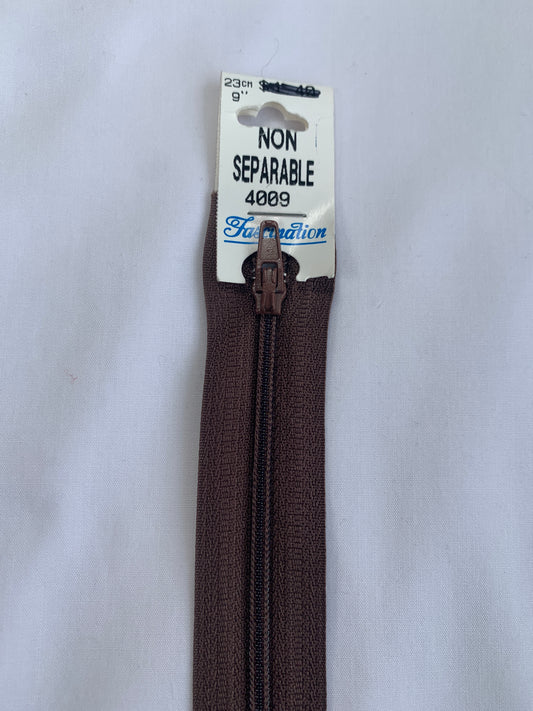 23CM
9''
NON
SEPARABLE
4009
Fascination